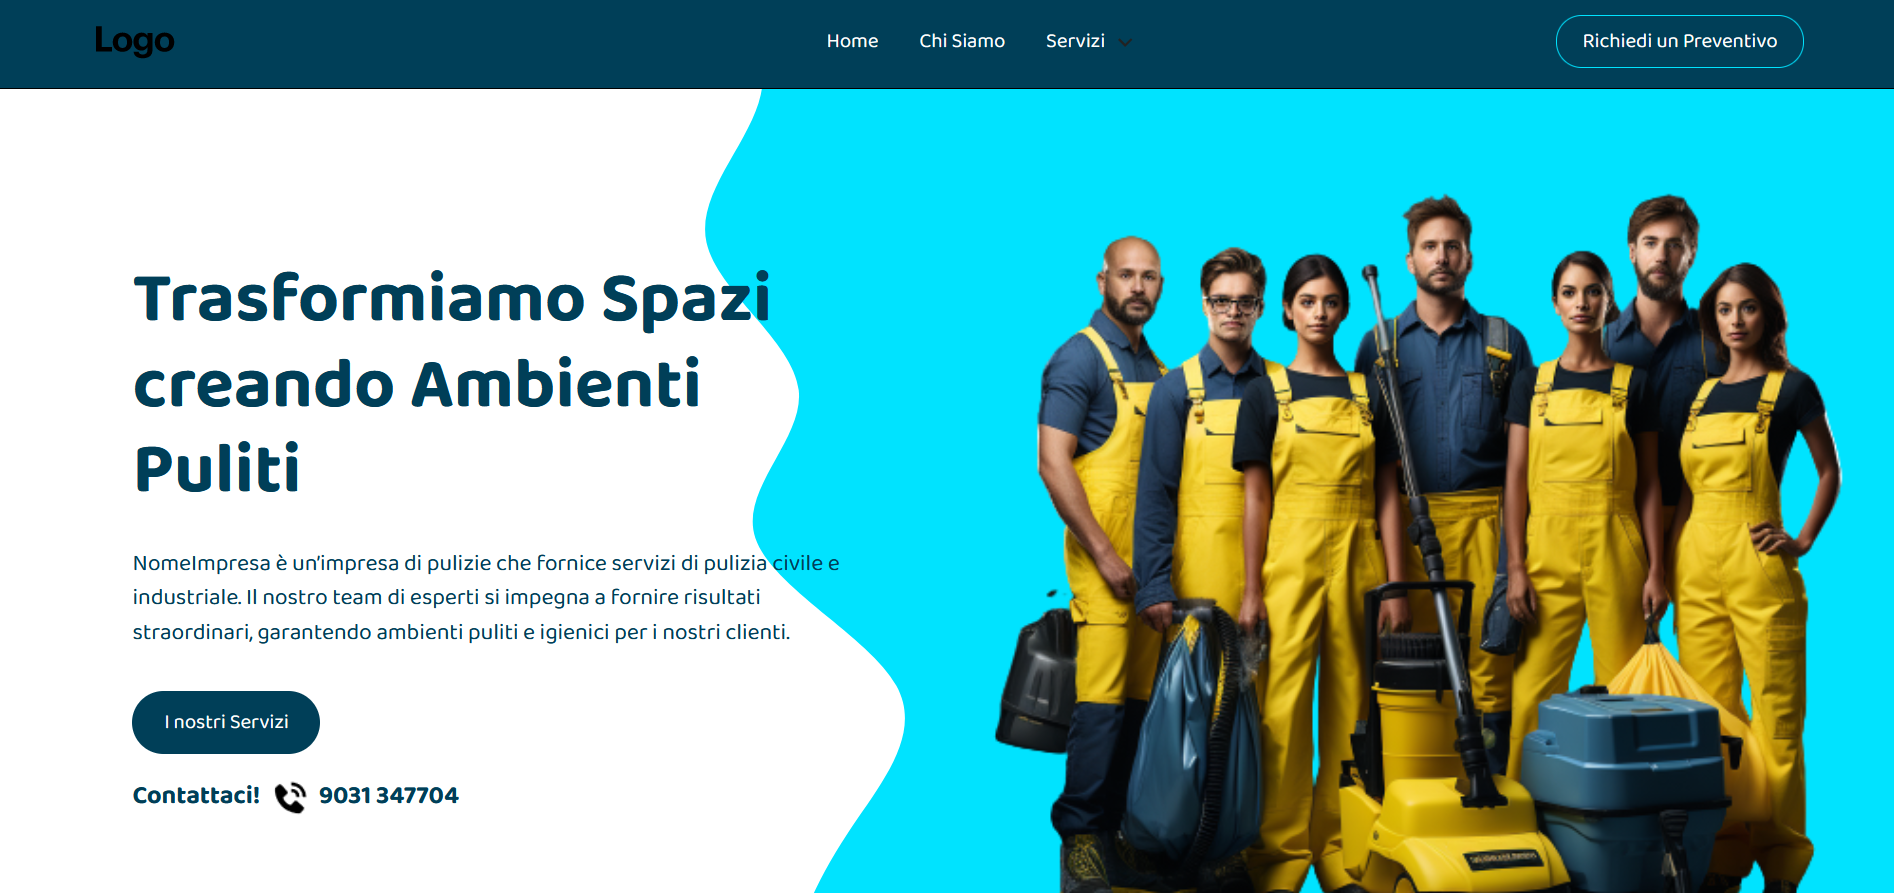 Logo
Home
Chi Siamo
Servizi
Richiedi un Preventivo
Trasformiamo Spazi
creando Ambienti
Puliti
NomeImpresa è un’impresa di pulizie che fornice servizi di pulizia civile e
industriale. Il nostro team di esperti si impegna a fornire risultati
straordinari, garantendo ambienti puliti e igienici per i nostri clienti.
I nostri Servizi
Contattaci! 9031 347704